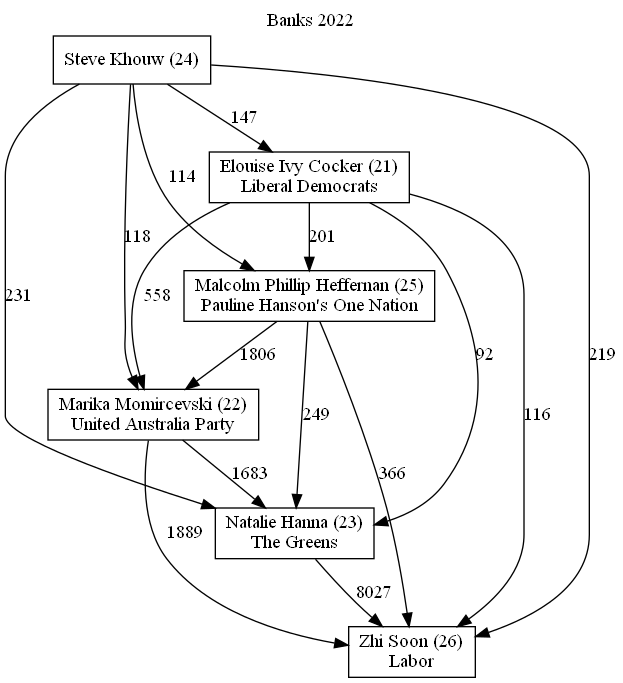 Banks 2022
Steve Khouw (24)
147
Elouise Ivy Cocker (21)
Liberal Democrats
114
118
201
Malcolm Phillip Heffernan (25)
Pauline Hanson's One Nation
231
558
1806
92
219
Marika Momircevski (22)
United Australia Party
249
116
1683
366
Natalie Hanna (23)
The Greens
1889
8027
Zhi Soon (26)
Labor